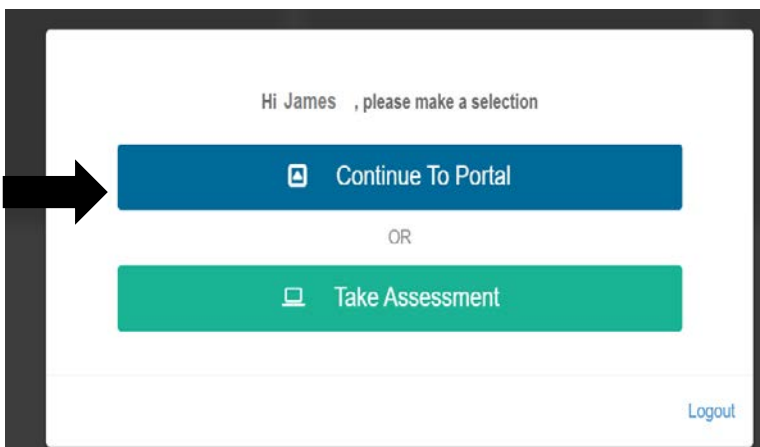 Hi James , please make a selection
Continue To Portal
OR
Take Assessment
Logout